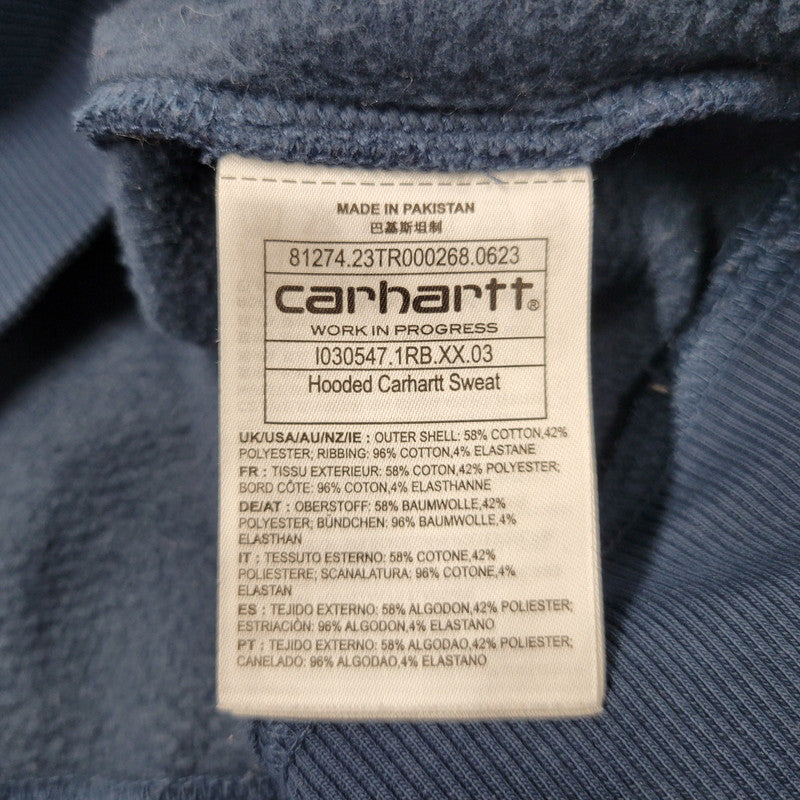 MADE IN PAKISTAN
巴基斯坦制
81274.23TR000268.0623
carhartt®
WORK IN PROGRESS
I030547.1RB.XX.03
Hooded Carhartt Sweat
UK/USA/AU/NZ/IE : OUTER SHELL: 58% COTTON,42%
POLYESTER; RIBBING: 96% COTTON,4% ELASTANE
FR : TISSU EXTERIEUR: 58% COTON,42% POLYESTER;
BORD CÔTE: 96% COTON,4% ELASTHANNE
DE/AT : OBERSTOFF: 58% BAUMWOLLE,42%
POLYESTER; BÜNDCHEN: 96% BAUMWOLLE,4%
ELASTHAN
IT : TESSUTO ESTERNO: 58% COTONE,42%
POLIESTERE; SCANALATURA: 96% COTONE,4%
ELASTAN
ES : TEJIDO EXTERNO: 58% ALGODON,42% POLIESTER;
ESTRIACIÓN: 96% ALGODON,4% ELASTANO
PT : TEJIDO EXTERNO: 58% ALGODAO,42% POLIESTER;
CANELADO: 96% ALGODAO,4% ELASTANO